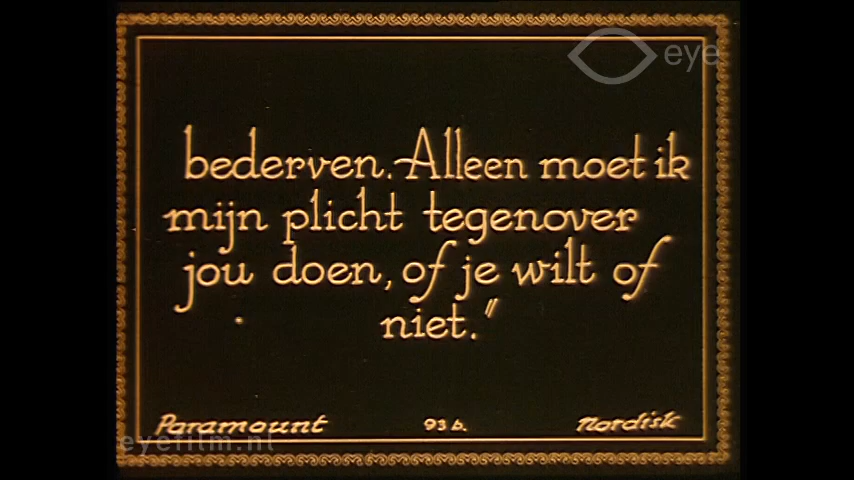 eye
bederven. Alleen moet ik
mijn plicht tegenover
jou doen, of je wilt of
niet."
Paramount 93 b. Nordisk
eyefilm.nl